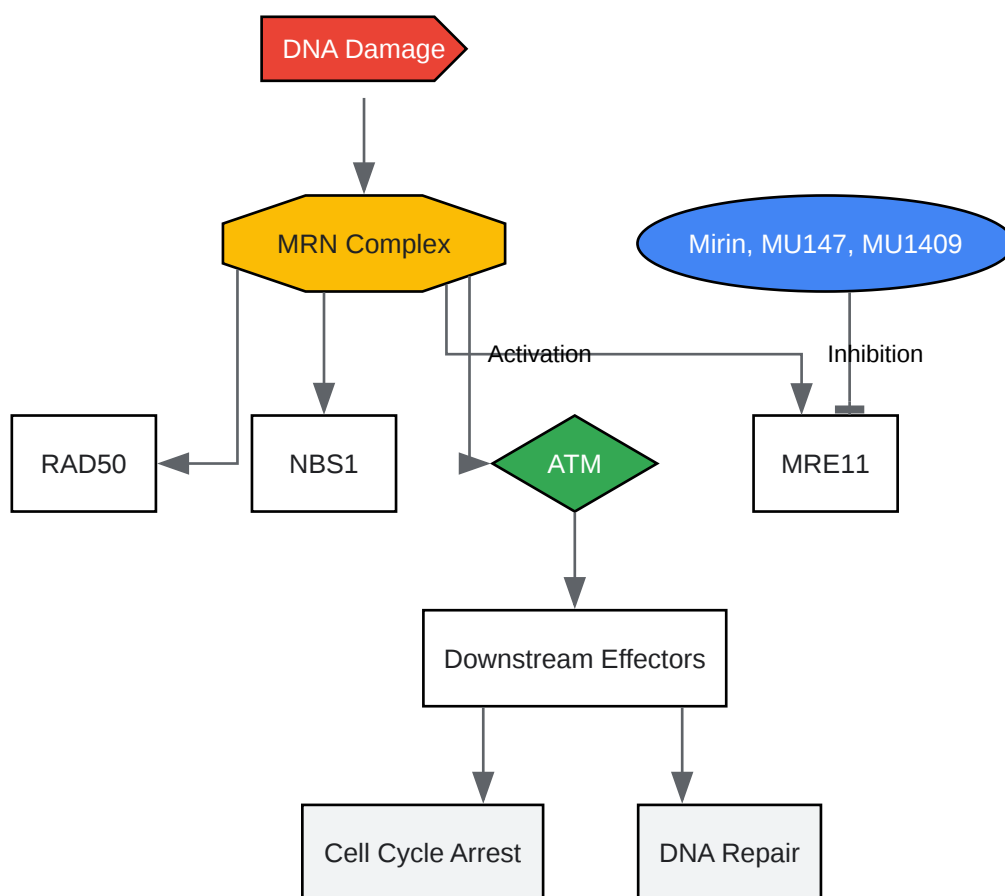 DNA Damage
MRN Complex
Mirin, MU147, MU1409
Activation
Inhibition
RAD50
NBS1
ATM
MRE11
Downstream Effectors
Cell Cycle Arrest
DNA Repair